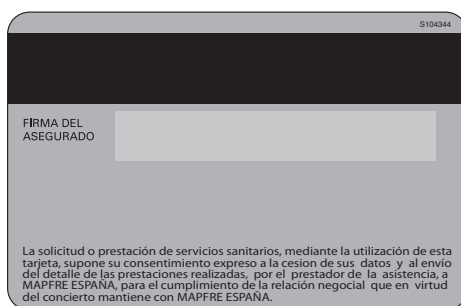 S104344
FIRMA DEL
ASEGURADO
La solicitud o prestación de servicios sanitarios, mediante la utilización de esta
tarjeta, supone su consentimiento expreso a la cesion de sus datos y al envío
del detalle de las prestaciones realizadas, por el prestador de la asistencia, a
MAPFRE ESPAÑA, para el cumplimiento de la relación negocial que en virtud
del concierto mantiene con MAPFRE ESPAÑA.